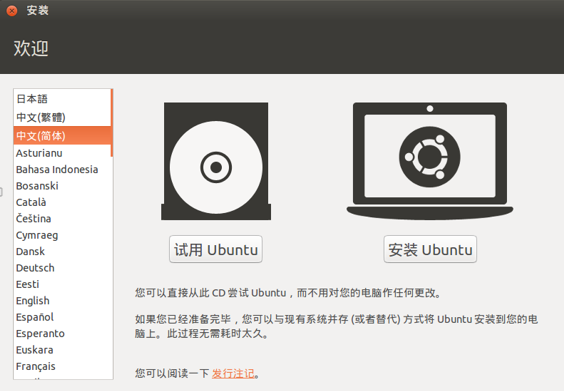 安装
欢迎
日本語
中文(繁體)
中文(简体)
Asturianu
Bahasa Indonesia
Bosanski
Català
Čeština
Cymraeg
Dansk
Deutsch
Eesti
English
Español
Esperanto
Euskara
Français
试用 Ubuntu
安装 Ubuntu
您可以直接从此 CD 尝试 Ubuntu，而不用对您的电脑作任何更改。
如果您已经准备完毕，您可以与现有系统并存 (或者替代) 方式将 Ubuntu 安装到您的电
脑上。此过程无需耗时太久。
您可以阅读一下 发行注记。